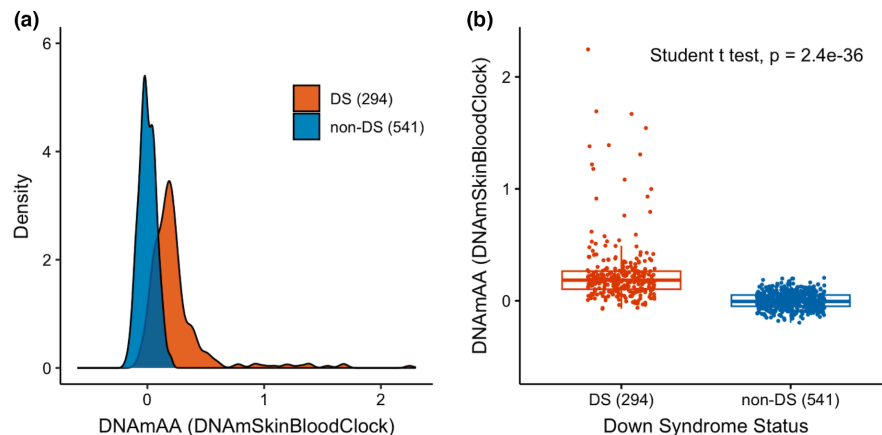 (a)
6
4
2
0
Density
DS (294)
non-DS (541)
0 1 2
DNAmAA (DNAmSkinBloodClock)
(b)
Student t test, p = 2.4e-36
2
1
0
DNAmAA (DNAmSkinBloodClock)
DS (294) non-DS (541)
Down Syndrome Status